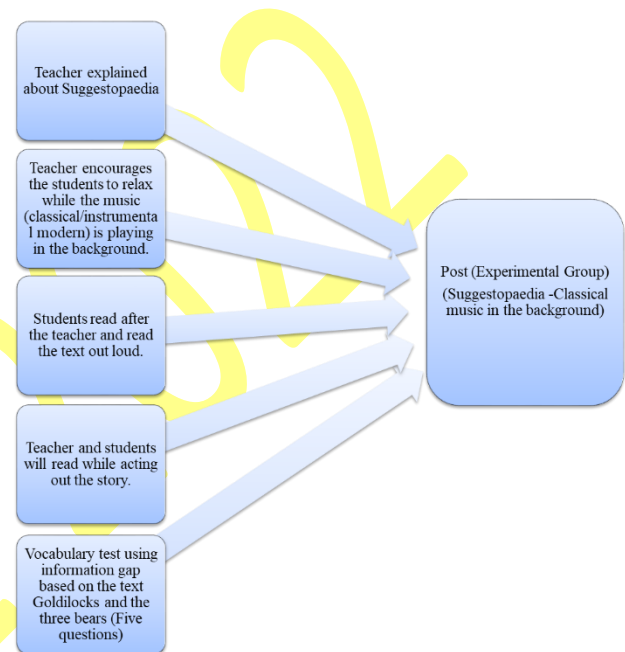 Teacher explained
about Suggestopaedia
Teacher encourages
the students to relax
while the music
(classical/instrumenta
l modern) is playing
in the background.
Students read after
the teacher and read
the text out loud.
Teacher and students
will read while acting
out the story.
Vocabulary test using
information gap
based on the text
Goldilocks and the
three bears (Five
questions)
Post (Experimental Group)
(Suggestopaedia -Classical
music in the background)